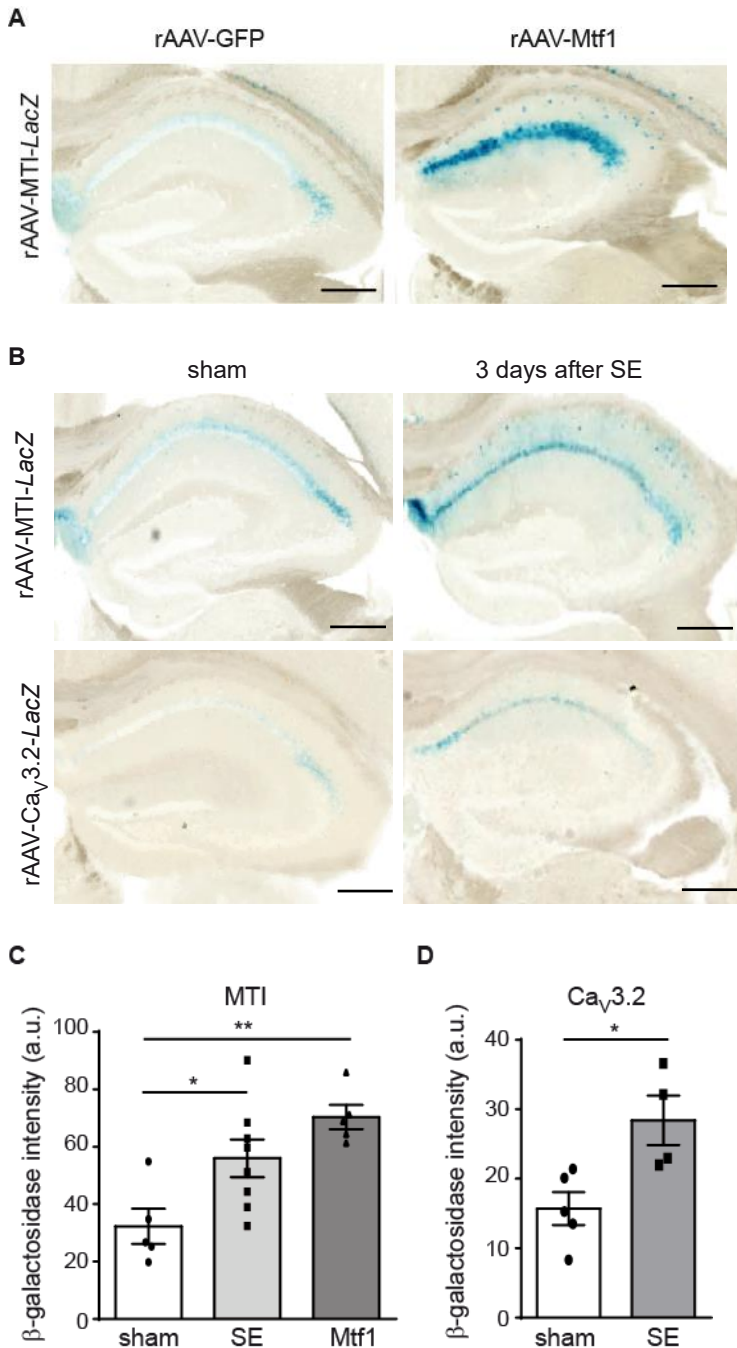 A
rAAV-GFP
rAAV-Mtf1
rAAV-MTI-LacZ
B
sham
3 days after SE
rAAV-MTI-LacZ
rAAV-CaV3.2-LacZ
C
MTI
β-galactosidase intensity (a.u.)
100
80
60
40
20
0
*
**
sham
SE
Mtf1
D
CaV3.2
β-galactosidase intensity (a.u.)
40
30
20
10
0
*
sham
SE